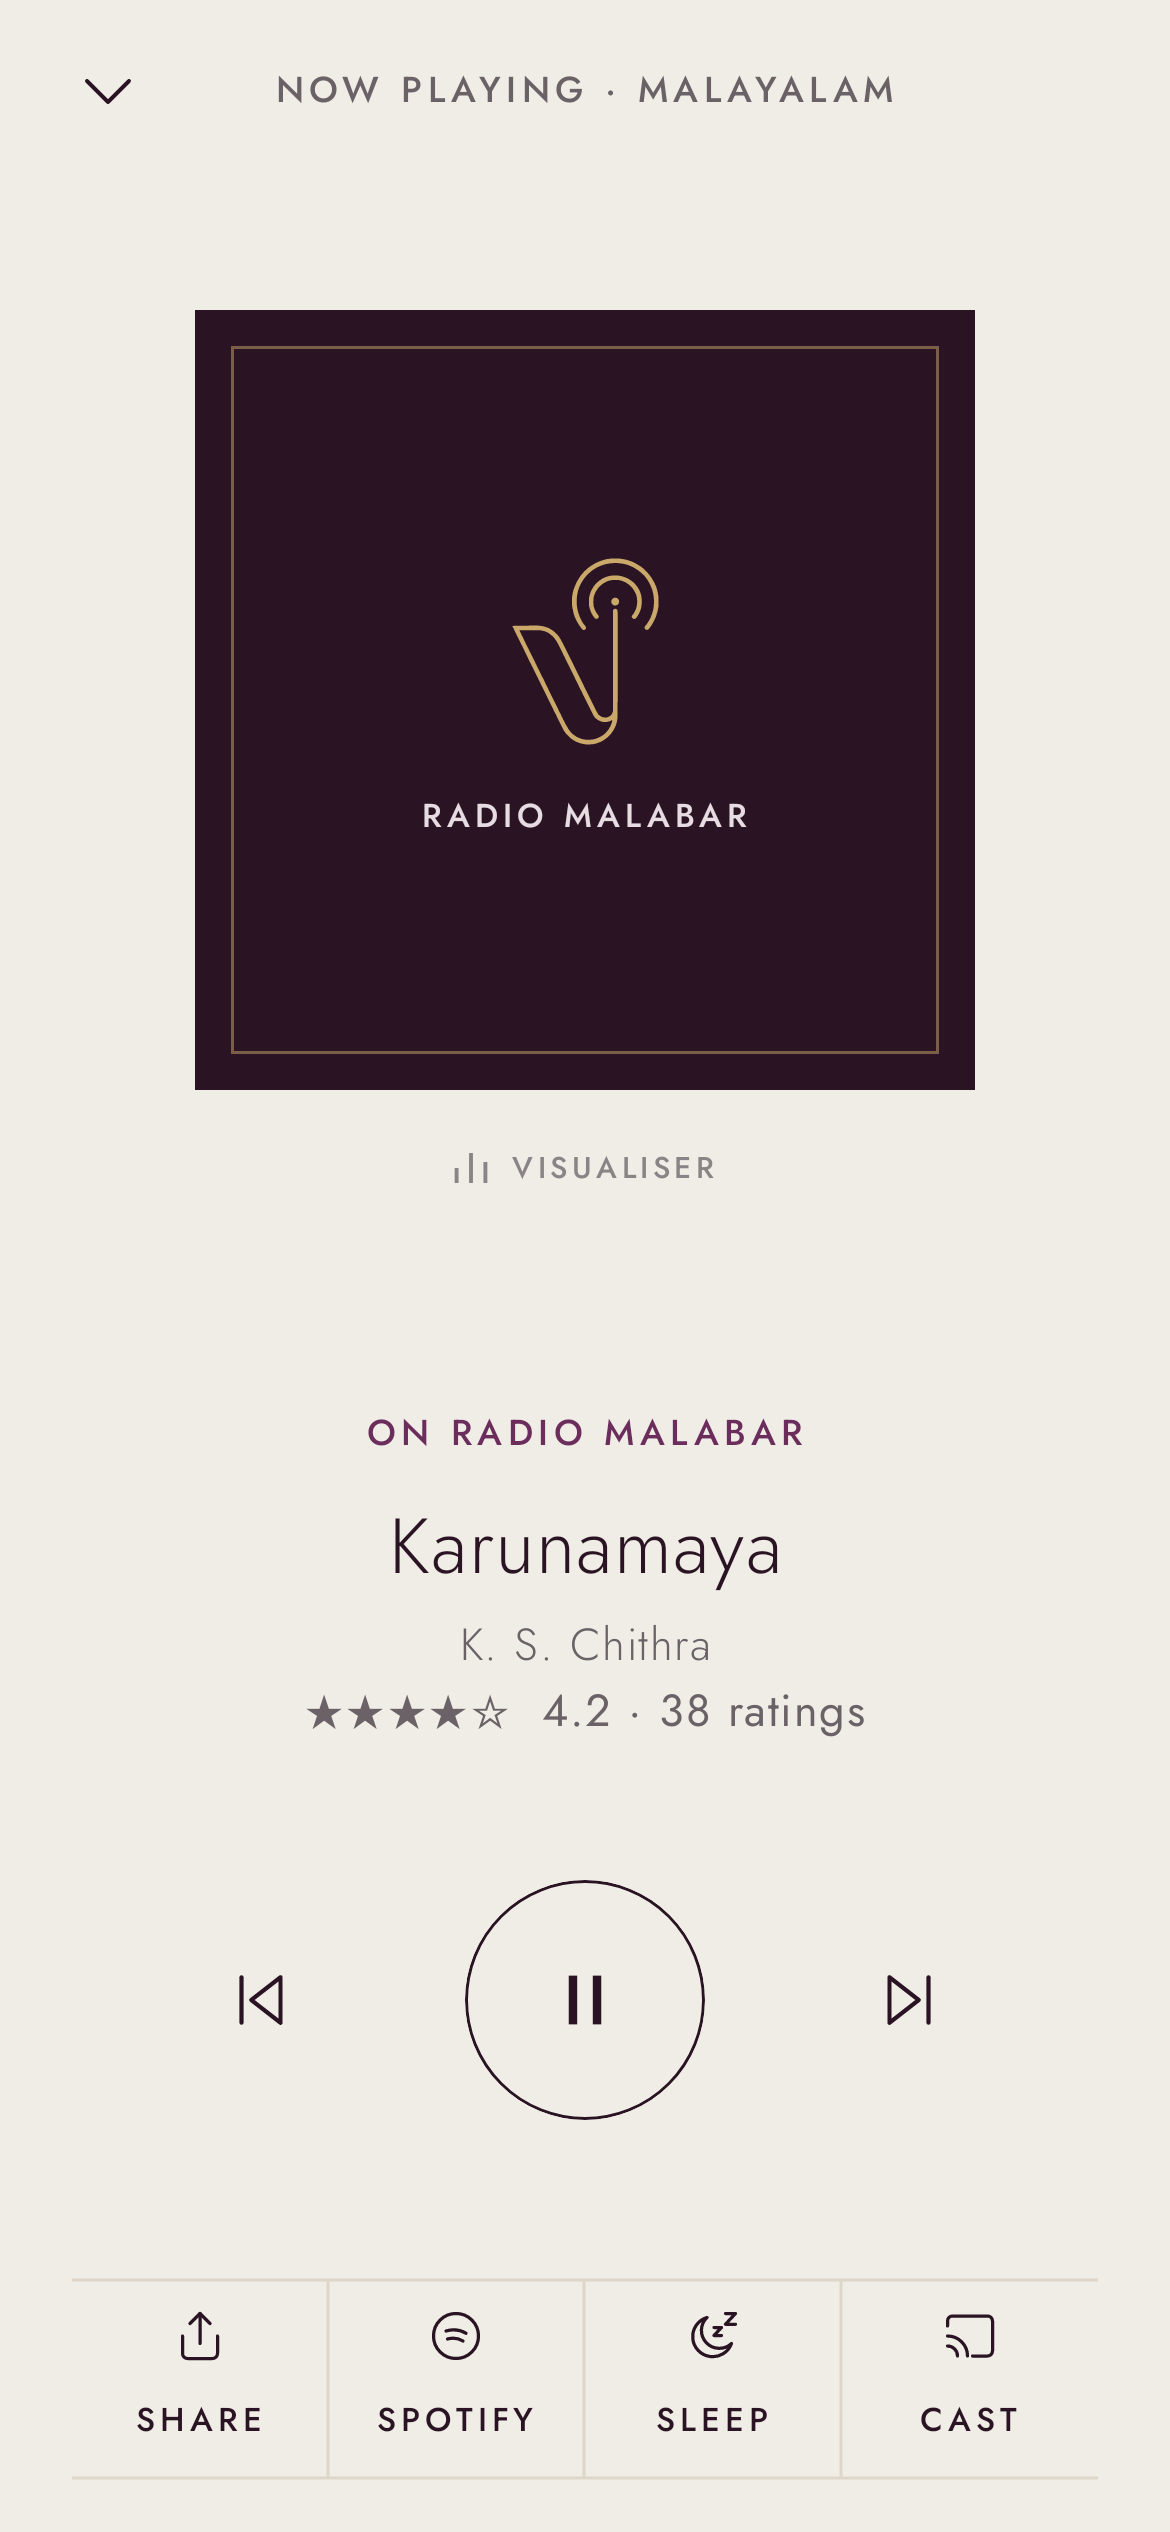 NOW PLAYING · MALAYALAM
RADIO MALABAR
VISUALISER
ON RADIO MALABAR
Karunamaya
K. S. Chithra
★★★★☆ 4.2 · 38 ratings
SHARE SPOTIFY SLEEP CAST